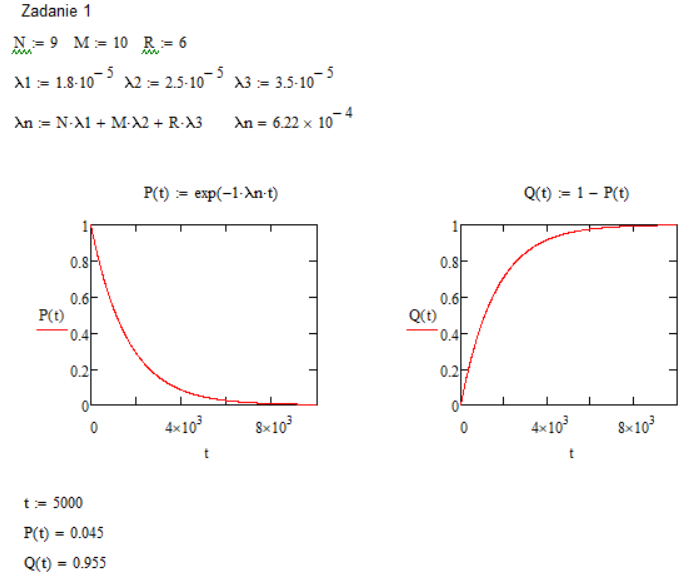 Zadanie 1
N := 9 M := 10 R := 6
λ1 := 1.8·10^−5 λ2 := 2.5·10^−5 λ3 := 3.5·10^−5
λn := N·λ1 + M·λ2 + R·λ3 λn = 6.22 × 10^−4
P(t) := exp(−1·λn·t)
1
0.8
0.6
P(t)
0.4
0.2
0
0 4×10^3 8×10^3
t
Q(t) := 1 − P(t)
1
0.8
0.6
Q(t)
0.4
0.2
0
0 4×10^3 8×10^3
t
t := 5000
P(t) = 0.045
Q(t) = 0.955